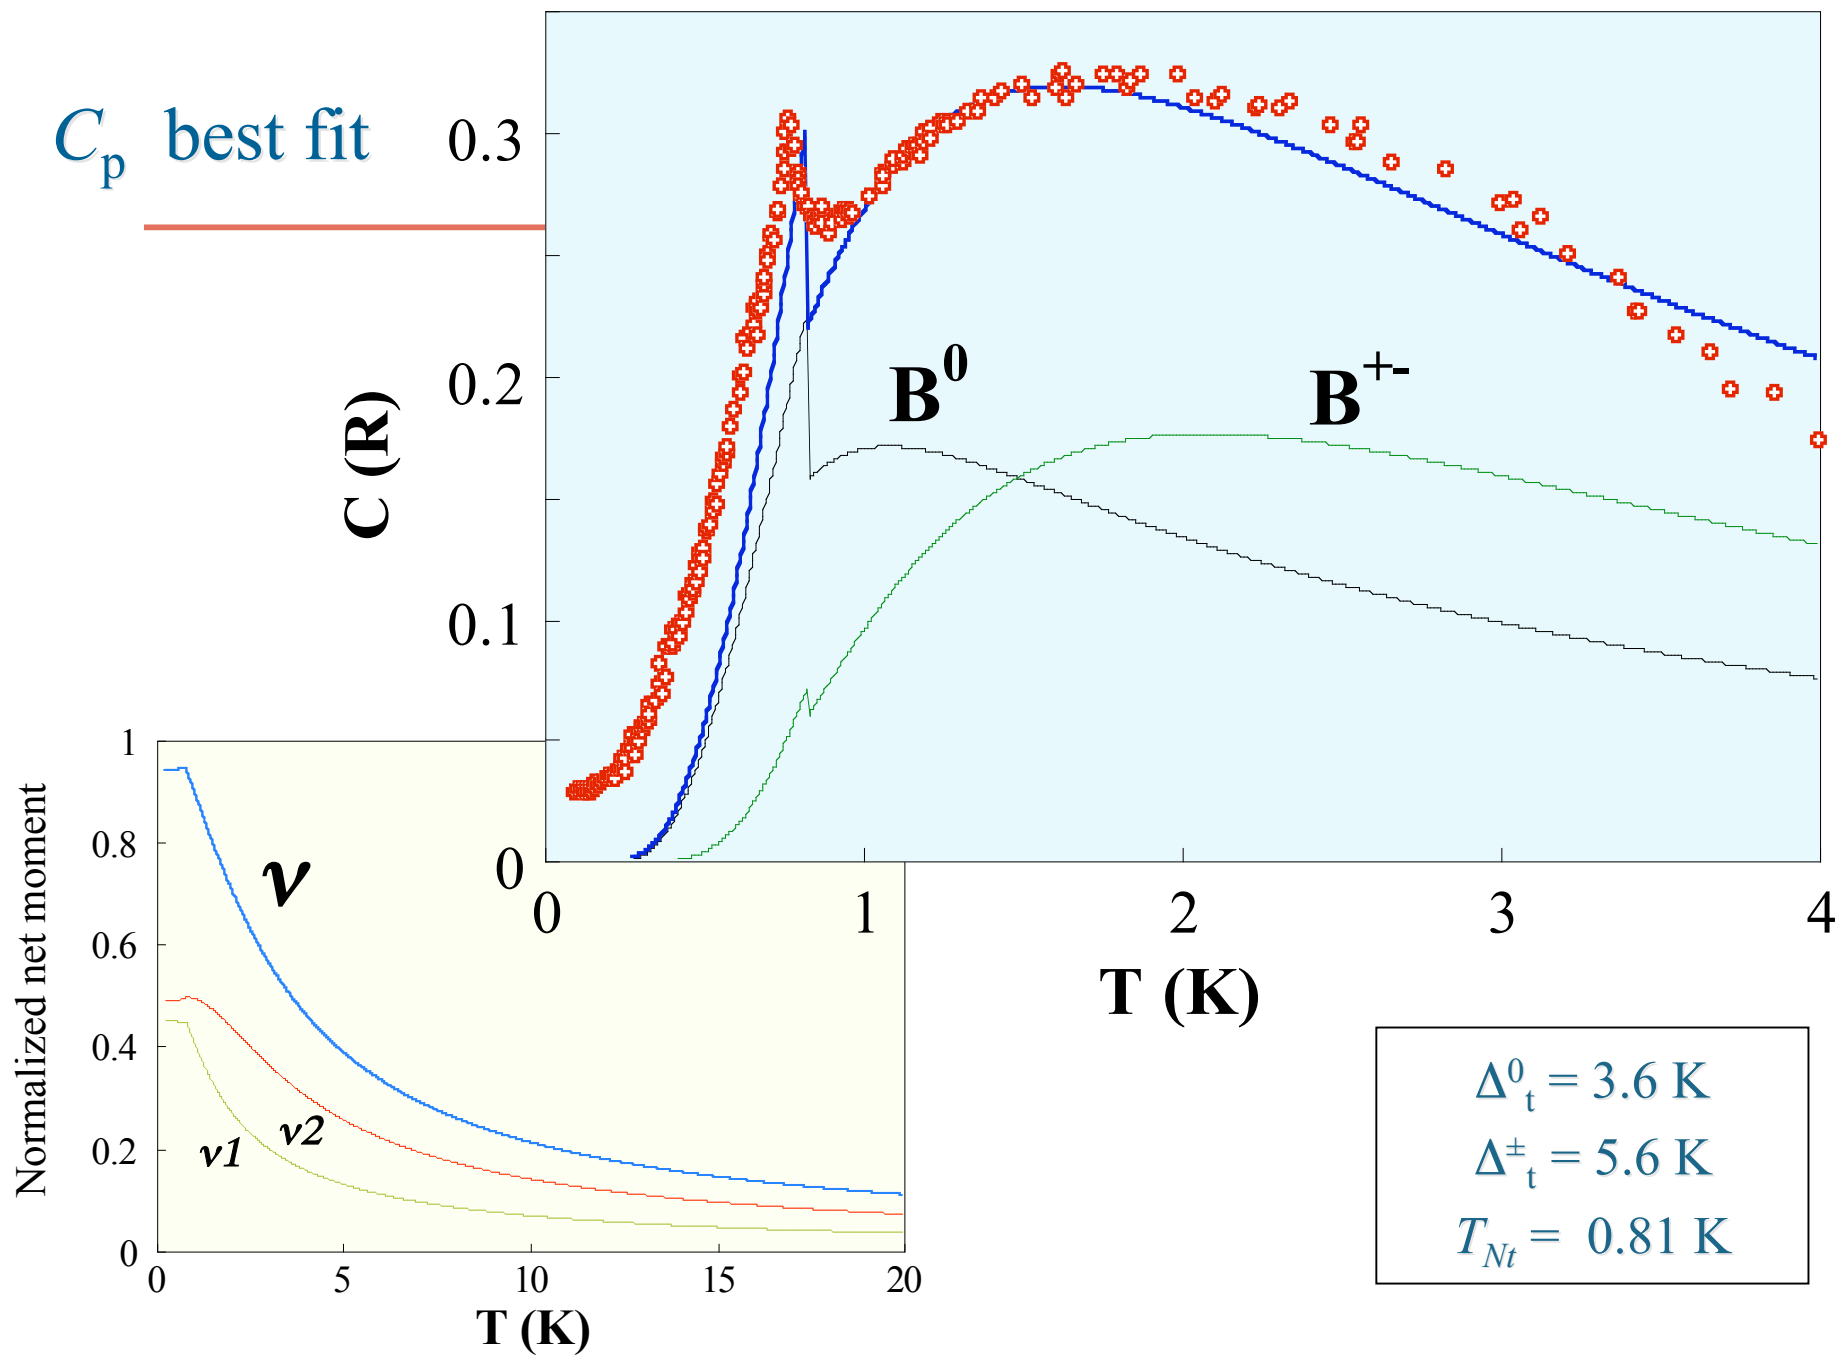 Cp best fit
0.3
0.2
0.1
0
C (R)
B⁰
B⁺⁻
0 1 2 3 4
T (K)
1
0.8
0.6
0.4
0.2
0
Normalized net moment
ν
ν2
ν1
0 5 10 15 20
T (K)
Δ⁰ₜ = 3.6 K
Δ±ₜ = 5.6 K
T_Nt = 0.81 K